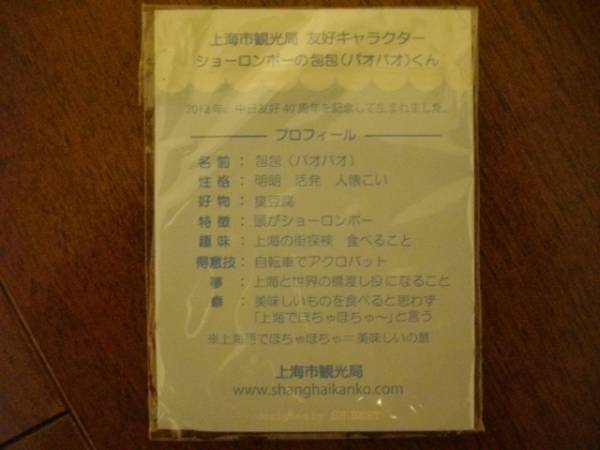 上海市観光局 友好キャラクター
ショーロンポーの包包(パオパオ)くん
2012年、中日友好40周年を記念して生まれました。
プロフィール
名前：包包(パオパオ)
性格：明朗 活発 人懐こい
好物：臭豆腐
特徴：頭がショーロンポー
趣味：上海の街探検 食べること
得意技：自転車でアクロバット
夢：上海と世界の橋渡し役になること
癖：美味しいものを食べると思わず
「上海でほちゃほちゃ〜」と言う
※上海語でほちゃほちゃ＝美味しいの意
上海市観光局
www.shanghaikanko.com
designed by